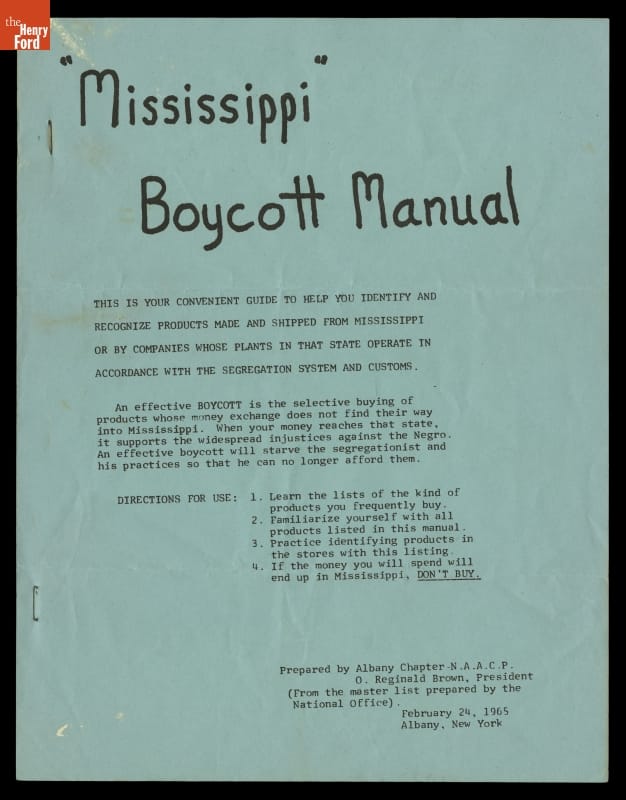 the
Henry
Ford
"Mississippi"
Boycott Manual
THIS IS YOUR CONVENIENT GUIDE TO HELP YOU IDENTIFY AND
RECOGNIZE PRODUCTS MADE AND SHIPPED FROM MISSISSIPPI
OR BY COMPANIES WHOSE PLANTS IN THAT STATE OPERATE IN
ACCORDANCE WITH THE SEGREGATION SYSTEM AND CUSTOMS.
An effective BOYCOTT is the selective buying of
products whose money exchange does not find their way
into Mississippi. When your money reaches that state,
it supports the widespread injustices against the Negro.
An effective boycott will starve the segregationist and
his practices so that he can no longer afford them.
DIRECTIONS FOR USE: 1. Learn the lists of the kind of
products you frequently buy.
2. Familiarize yourself with all
products listed in this manual.
3. Practice identifying products in
the stores with this listing.
4. If the money you will spend will
end up in Mississippi, DON'T BUY.
Prepared by Albany Chapter-N.A.A.C.P.
O. Reginald Brown, President
(From the master list prepared by the
National Office).
February 24, 1965
Albany, New York